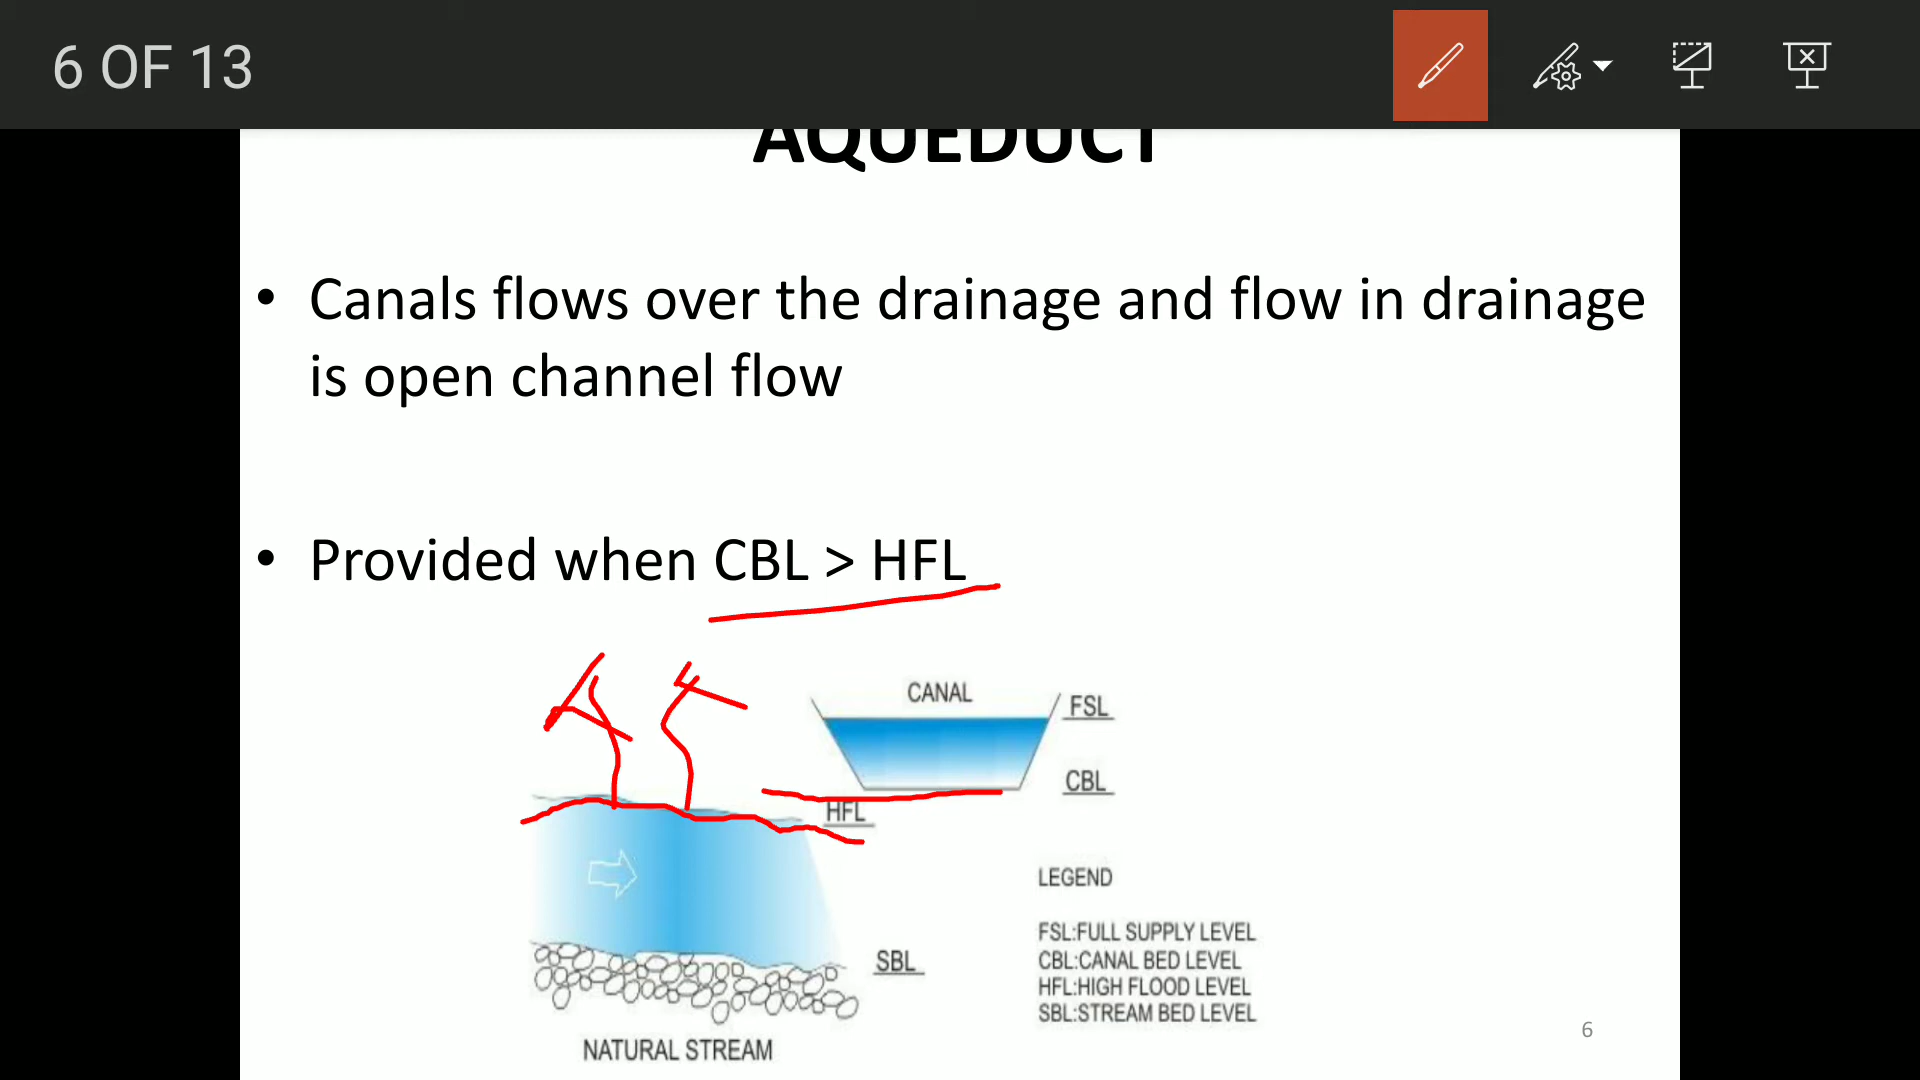 6 OF 13
AQUEDUCT
• Canals flows over the drainage and flow in drainage
is open channel flow
• Provided when CBL > HFL
CANAL
FSL
CBL
HFL
LEGEND
FSL:FULL SUPPLY LEVEL
SBL
CBL:CANAL BED LEVEL
HFL:HIGH FLOOD LEVEL
SBL:STREAM BED LEVEL
6
NATURAL STREAM